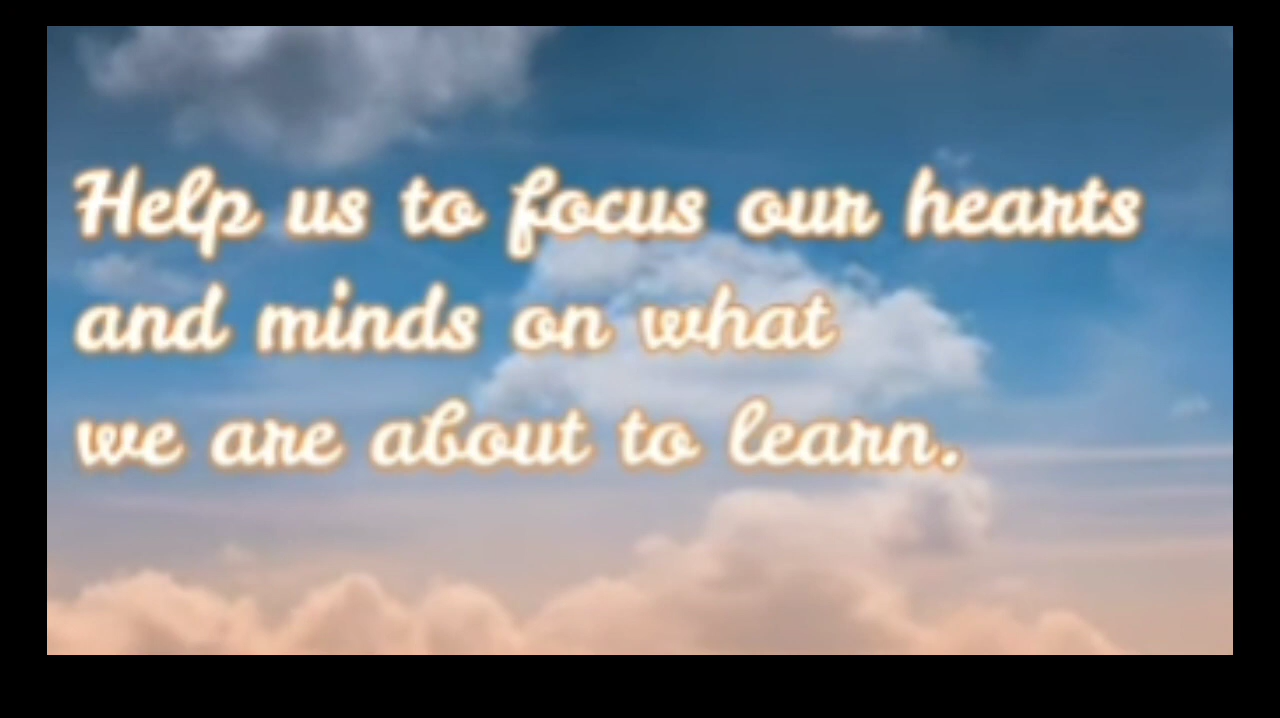 Help us to focus our hearts
and minds on what
we are about to learn.